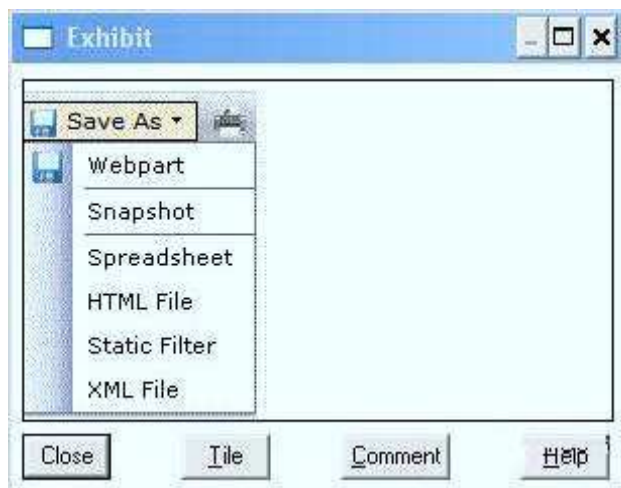 Exhibit
Save As
Webpart
Snapshot
Spreadsheet
HTML File
Static Filter
XML File
Close Tile Comment Help